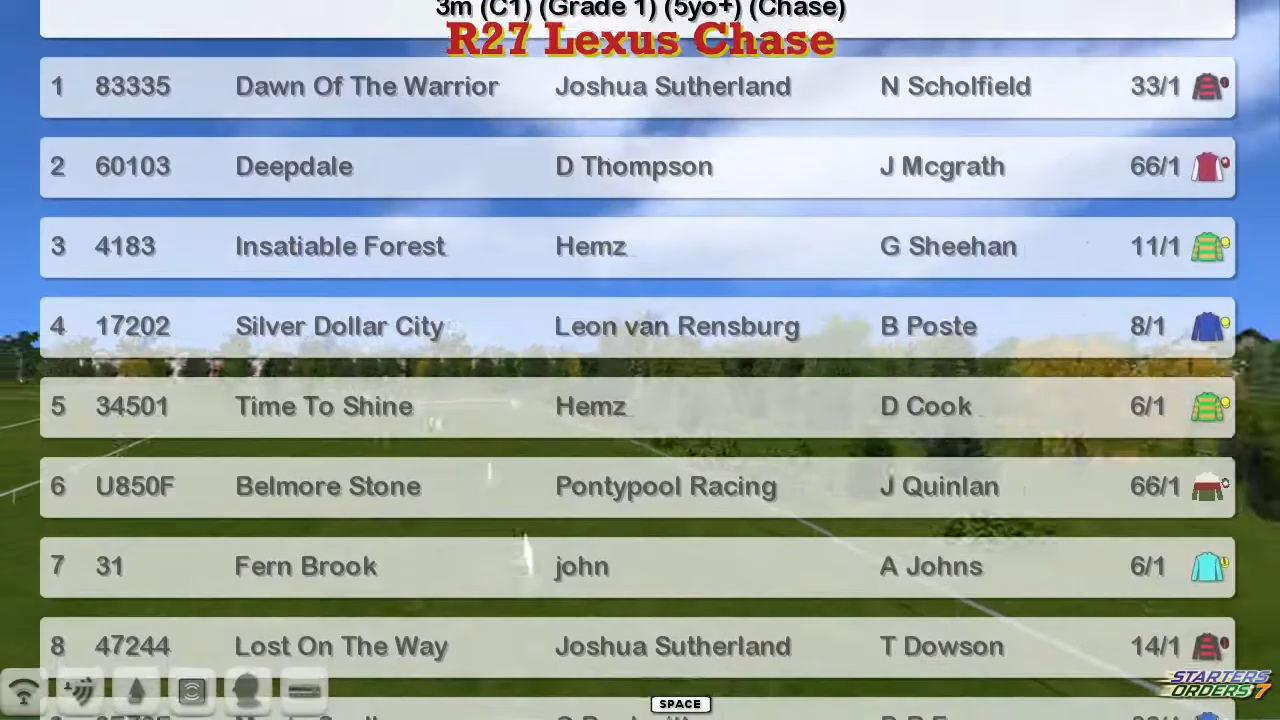 3m (C1) (Grade 1) (5yo+) (Chase)
R27 Lexus Chase
1 83335 Dawn Of The Warrior Joshua Sutherland N Scholfield 33/1
2 60103 Deepdale D Thompson J Mcgrath 66/1
3 4183 Insatiable Forest Hemz G Sheehan 11/1
4 17202 Silver Dollar City Leon van Rensburg B Poste 8/1
5 34501 Time To Shine Hemz D Cook 6/1
6 U850F Belmore Stone Pontypool Racing J Quinlan 66/1
7 31 Fern Brook john A Johns 6/1
8 47244 Lost On The Way Joshua Sutherland T Dowson 14/1
STARTERS ORDERS 7
SPACE